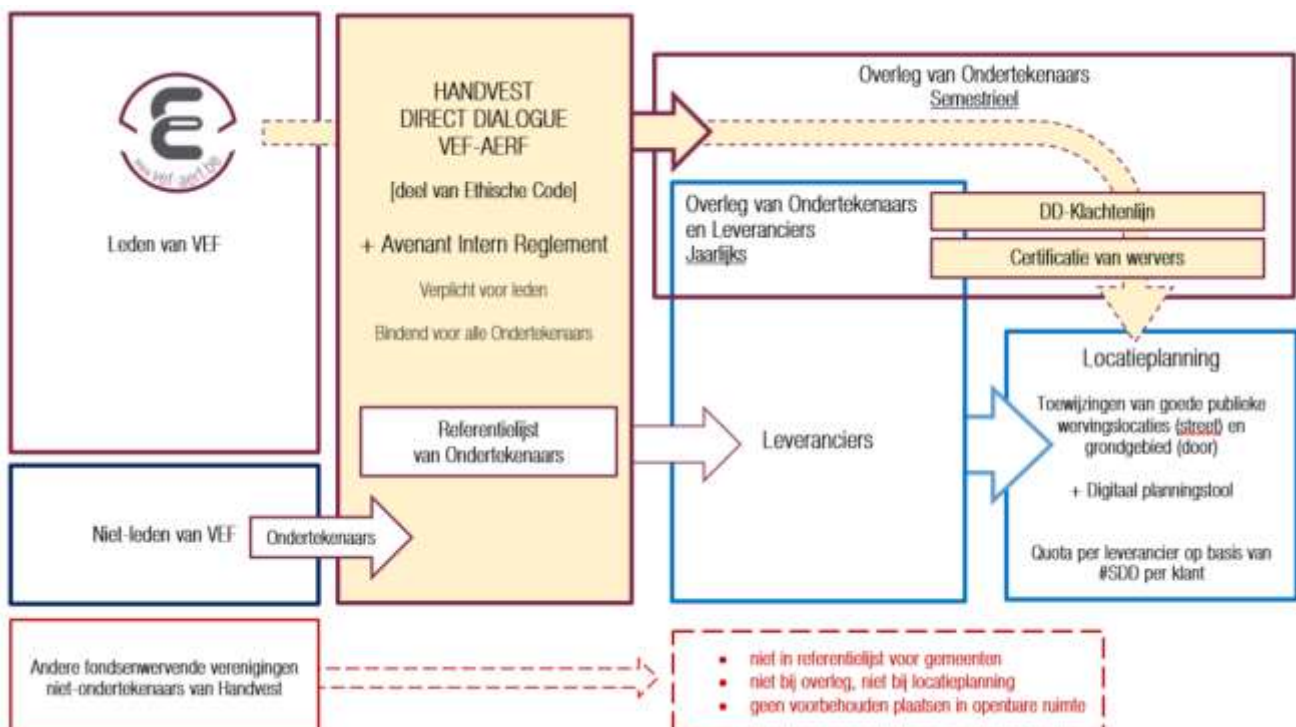 www.vef-aerf.be
Leden van VEF
Niet-leden van VEF
Ondertekenaars
HANDVEST
DIRECT DIALOGUE
VEF-AERF
[deel van Ethische Code]
+ Avenant Intern Reglement
Verplicht voor leden
Bindend voor alle Ondertekenaars
Referentielijst
van Ondertekenaars
Overleg van Ondertekenaars
Semestrieel
Overleg van Ondertekenaars
en Leveranciers
Jaarlijks
DD-Klachtenlijn
Certificatie van wervers
Leveranciers
Locatieplanning
Toewijzingen van goede publieke
wervingslocaties (street) en
grondgebied (door)
+ Digitaal planningstool
Quota per leverancier op basis van
#SDD per klant
Andere fondsenwervende verenigingen
niet-ondertekenaars van Handvest
• niet in referentielijst voor gemeenten
• niet bij overleg, niet bij locatieplanning
• geen voorbehouden plaatsen in openbare ruimte